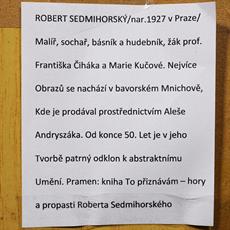 ROBERT SEDMIHORSKÝ/nar.1927 v Praze/
Malíř, sochař, básník a hudebník, žák prof.
Františka Čiháka a Marie Kučové. Nejvíce
Obrazů se nachází v bavorském Mnichově,
Kde je prodával prostřednictvím Aleše
Andryszáka. Od konce 50. Let je v jeho
Tvorbě patrný odklon k abstraktnímu
Umění. Pramen: kniha To přiznávám – hory
a propasti Roberta Sedmihorského